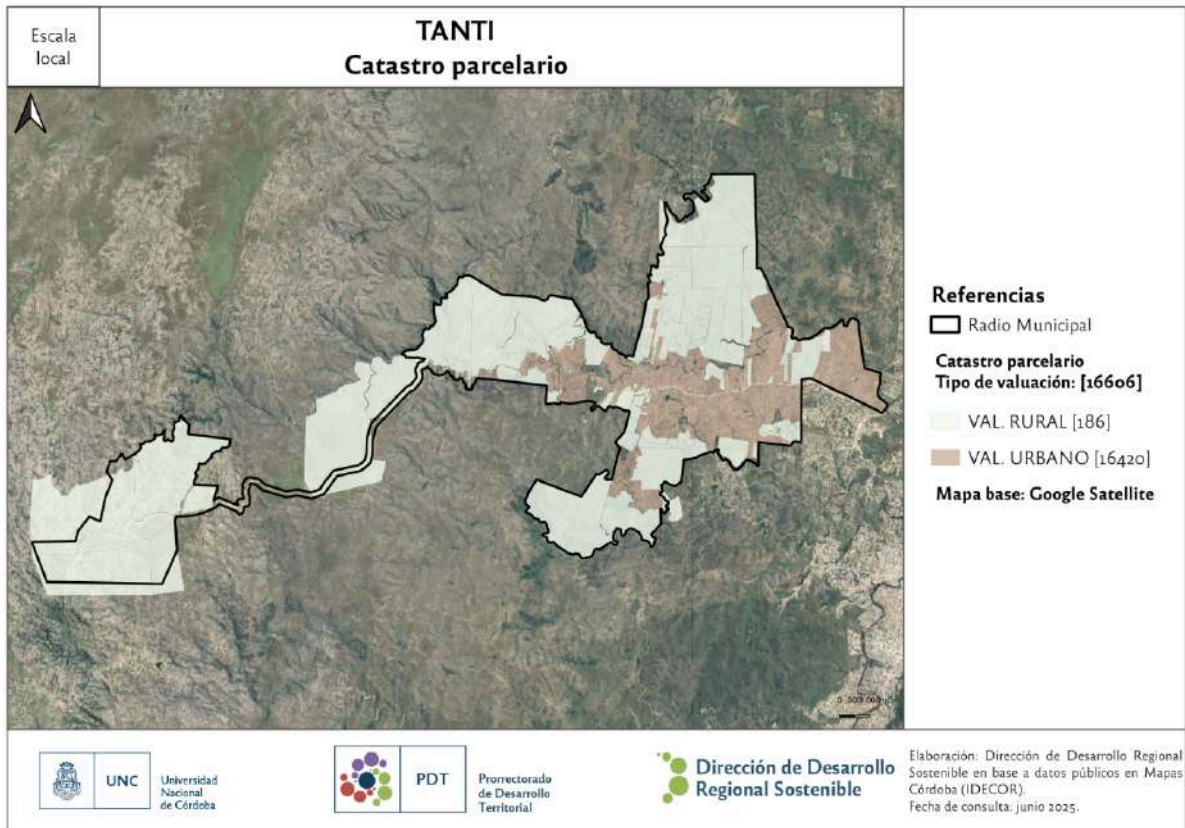 Escala
local
TANTI
Catastro parcelario
Referencias
Radio Municipal
Catastro parcelario
Tipo de valuación: [16606]
VAL. RURAL [186]
VAL. URBANO [16420]
Mapa base: Google Satellite
UNC
Universidad
Nacional
de Córdoba
PDT
Prorrectorado
de Desarrollo
Territorial
Dirección de Desarrollo
Regional Sostenible
Elaboración: Dirección de Desarrollo Regional
Sostenible en base a datos públicos en Mapas
Córdoba (IDECOR).
Fecha de consulta: junio 2025.